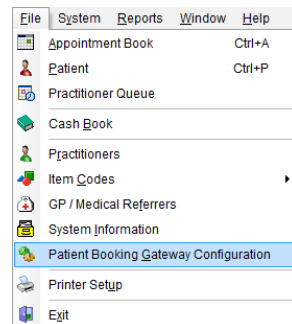 File System Reports Window Help
Appointment Book Ctrl+A
Patient Ctrl+P
Practitioner Queue
Cash Book
Practitioners
Item Codes
GP / Medical Referrers
System Information
Patient Booking Gateway Configuration
Printer Setup
Exit